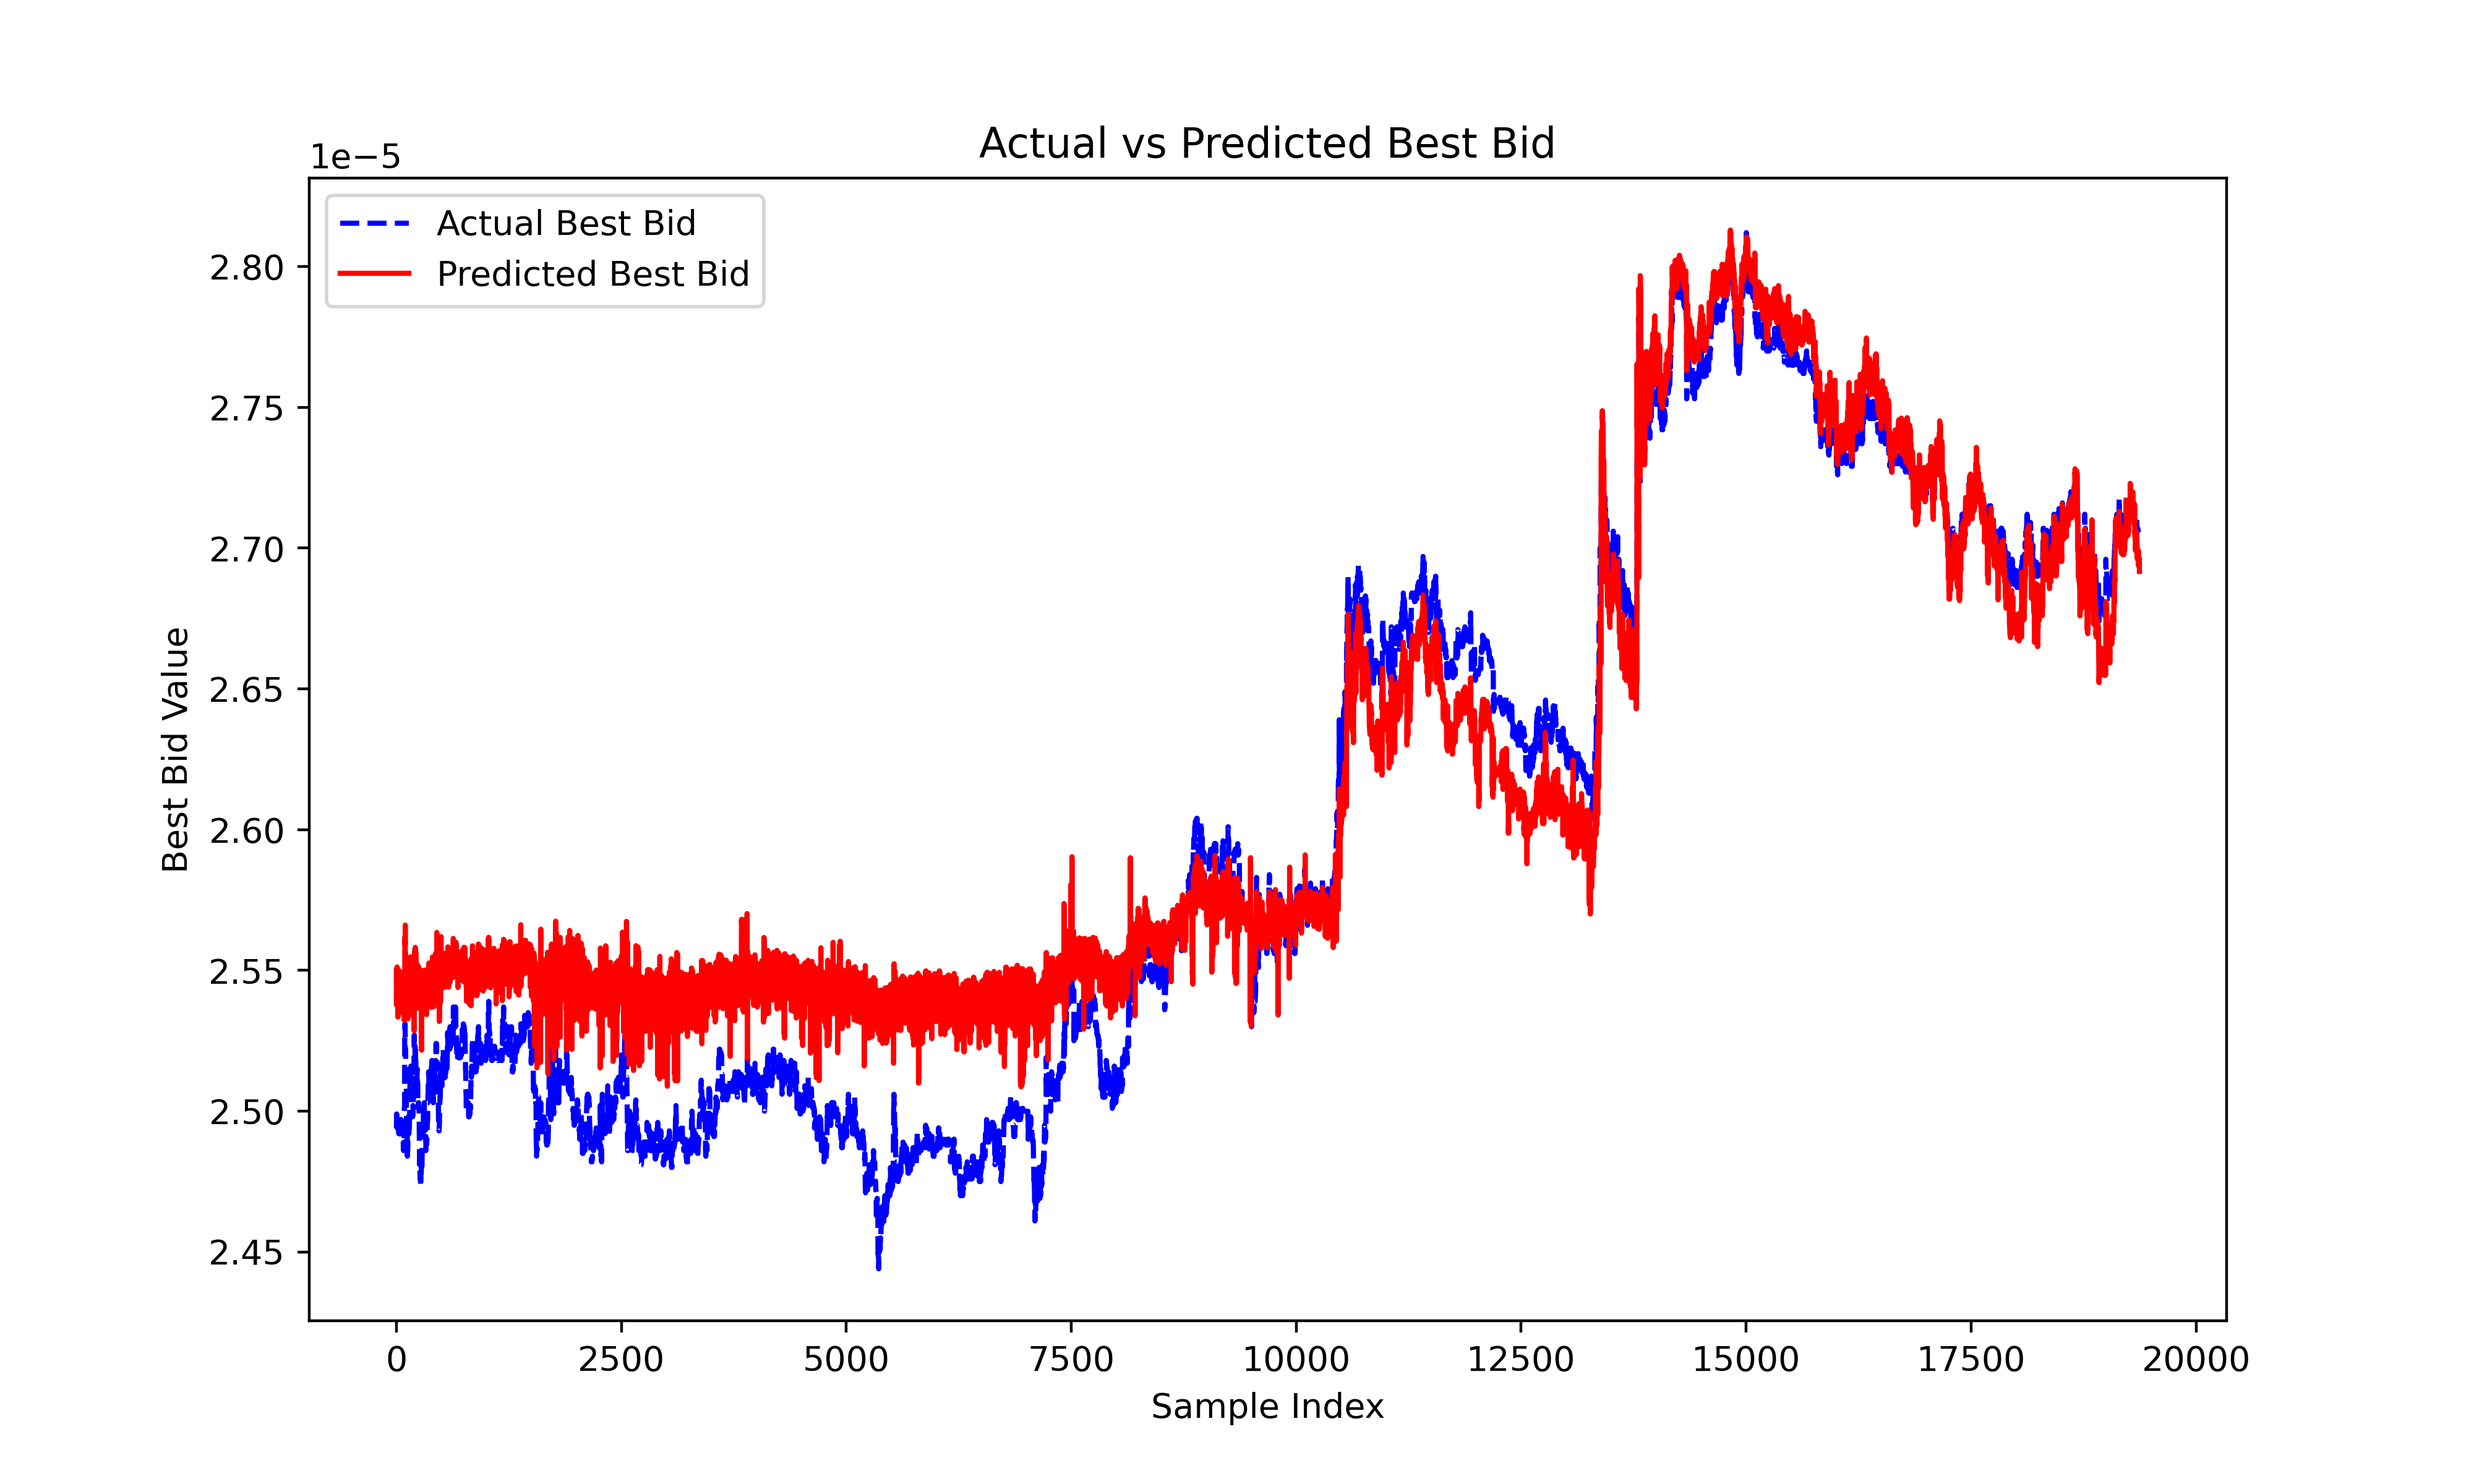 Actual vs Predicted Best Bid
1e−5
Actual Best Bid
Predicted Best Bid
2.80
2.75
2.70
2.65
2.60
2.55
2.50
2.45
Best Bid Value
0 2500 5000 7500 10000 12500 15000 17500 20000
Sample Index